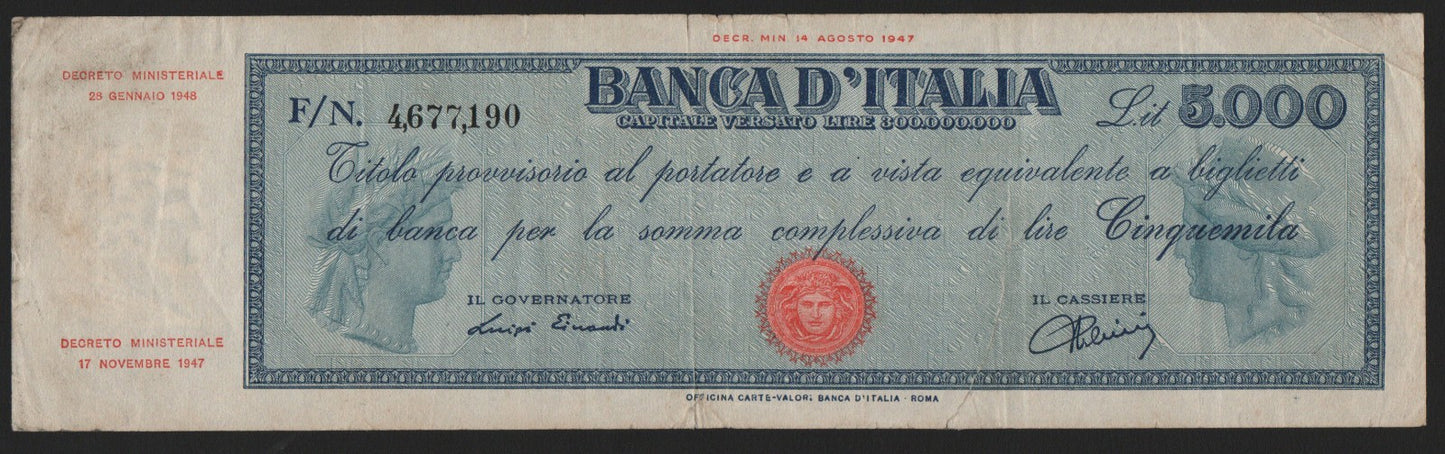 DECR. MIN. 14 AGOSTO 1947
DECRETO MINISTERIALE
28 GENNAIO 1948
BANCA D'ITALIA
CAPITALE VERSATO LIRE 300.000.000
F/N. 4,677,190
L.it 5.000
Titolo provvisorio al portatore e a vista equivalente a biglietti
di banca per la somma complessiva di lire Cinquemila
IL GOVERNATORE
Luigi Einaudi
IL CASSIERE
DECRETO MINISTERIALE
17 NOVEMBRE 1947
OFFICINA CARTE-VALORI BANCA D'ITALIA - ROMA